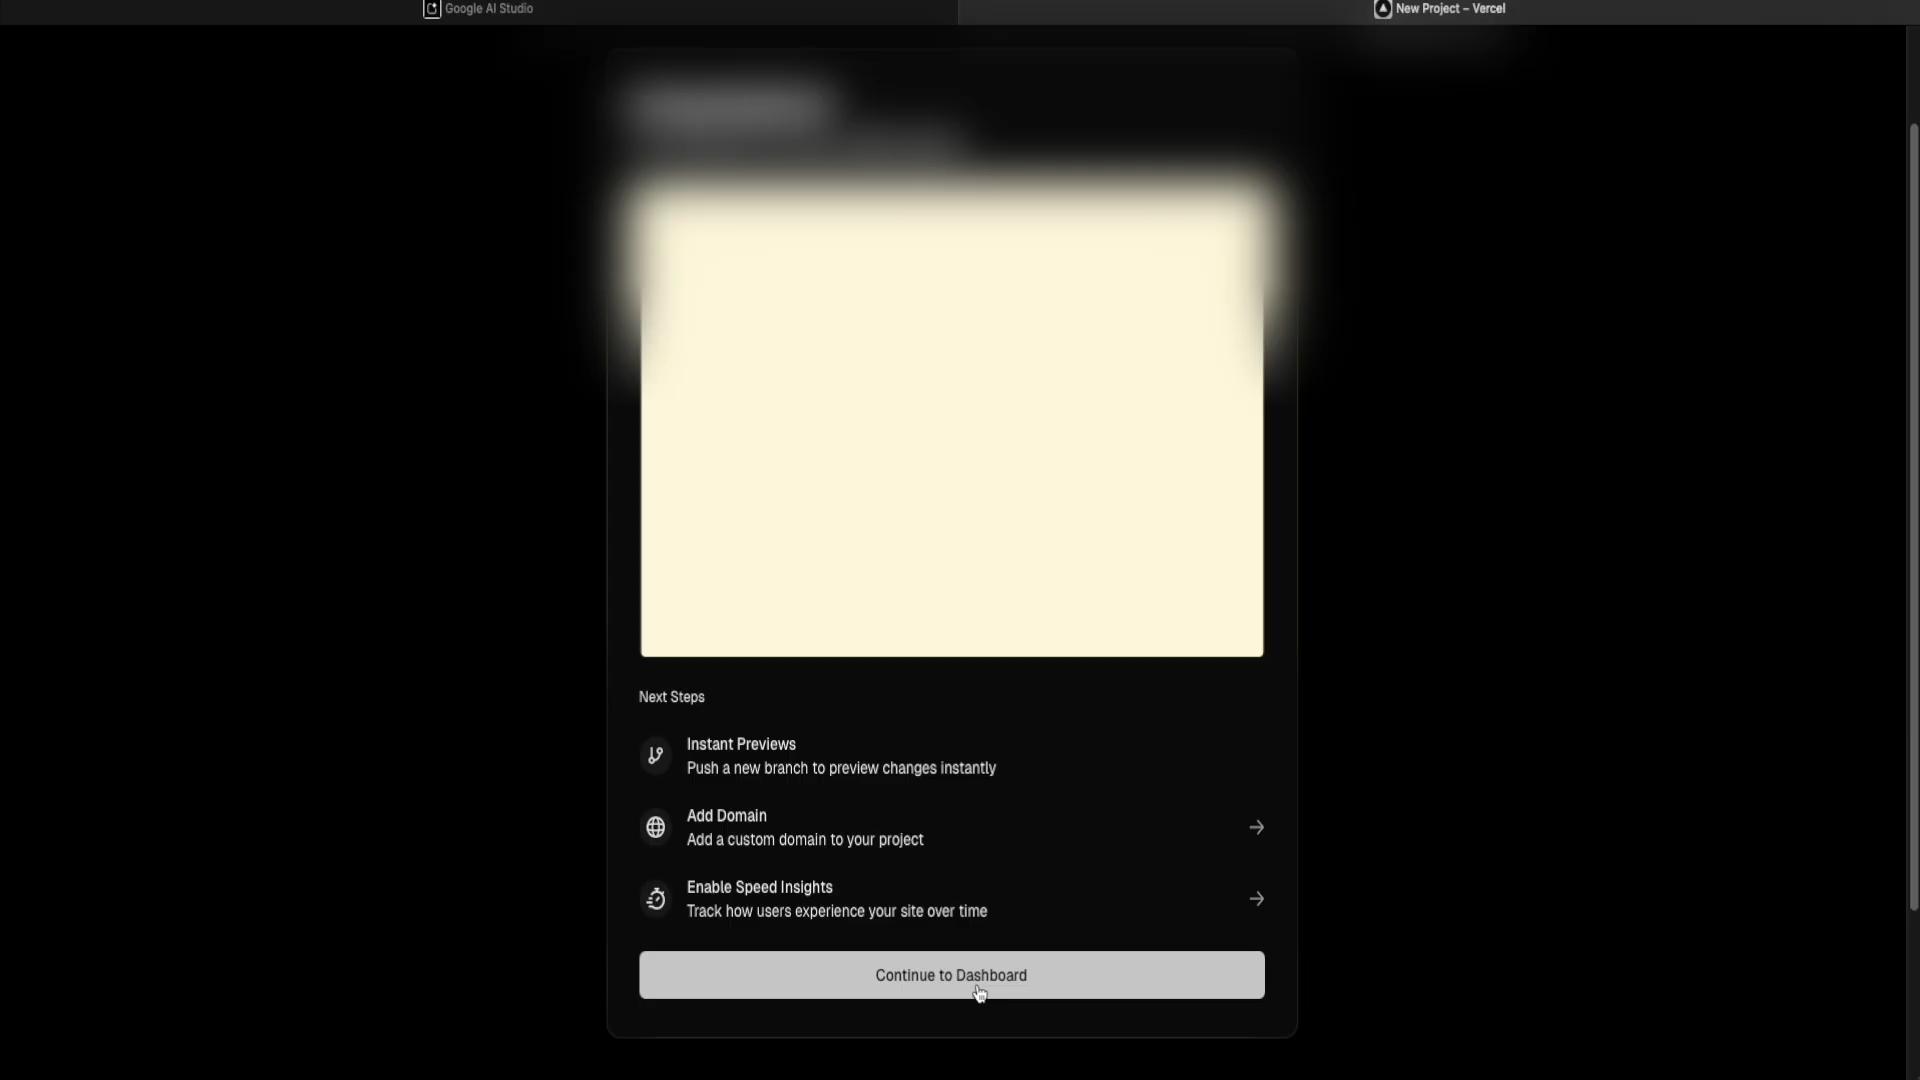 Google AI Studio
New Project – Vercel
Next Steps
Instant Previews
Push a new branch to preview changes instantly
Add Domain
Add a custom domain to your project
Enable Speed Insights
Track how users experience your site over time
Continue to Dashboard